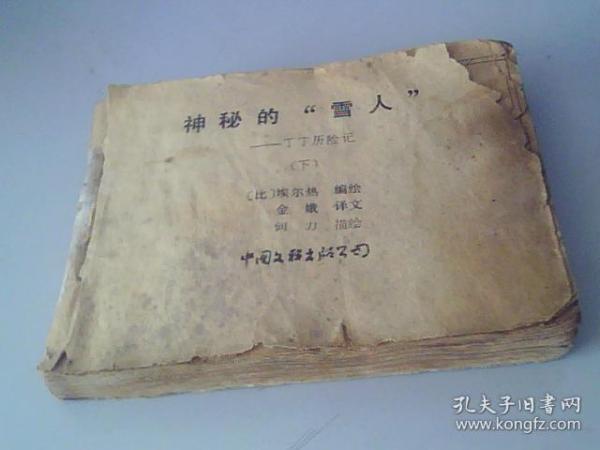 神秘的“雪人”
——丁丁历险记
(下)
〔比〕埃尔热 编绘
金娥 译文
何力 描绘
中国文联出版公司
孔夫子旧书网
www.kongfz.com